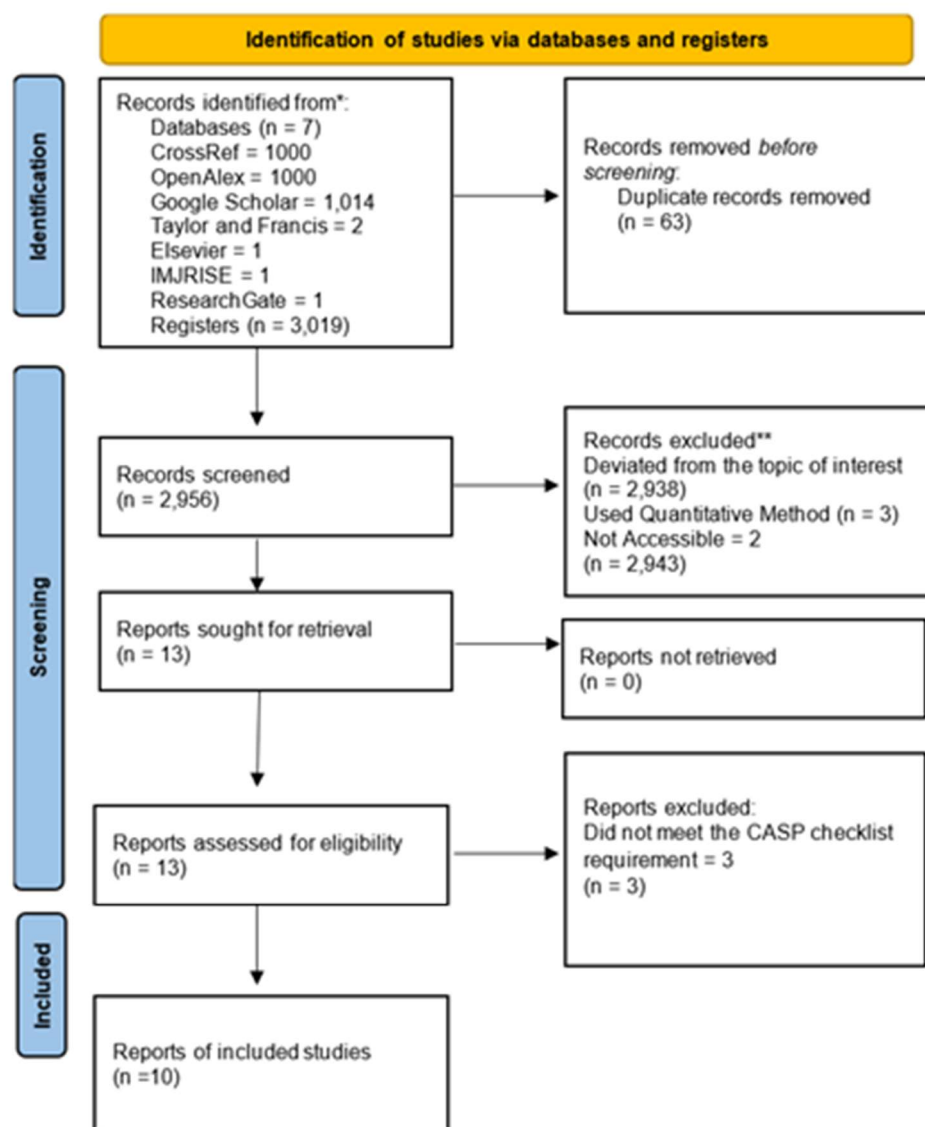 Identification of studies via databases and registers
Identification
Records identified from*:
Databases (n = 7)
CrossRef = 1000
OpenAlex = 1000
Google Scholar = 1,014
Taylor and Francis = 2
Elsevier = 1
IMJRISE = 1
ResearchGate = 1
Registers (n = 3,019)
Records removed before
screening:
Duplicate records removed
(n = 63)
Screening
Records screened
(n = 2,956)
Records excluded**
Deviated from the topic of interest
(n = 2,938)
Used Quantitative Method (n = 3)
Not Accessible = 2
(n = 2,943)
Reports sought for retrieval
(n = 13)
Reports not retrieved
(n = 0)
Reports assessed for eligibility
(n = 13)
Reports excluded:
Did not meet the CASP checklist
requirement = 3
(n = 3)
Included
Reports of included studies
(n =10)